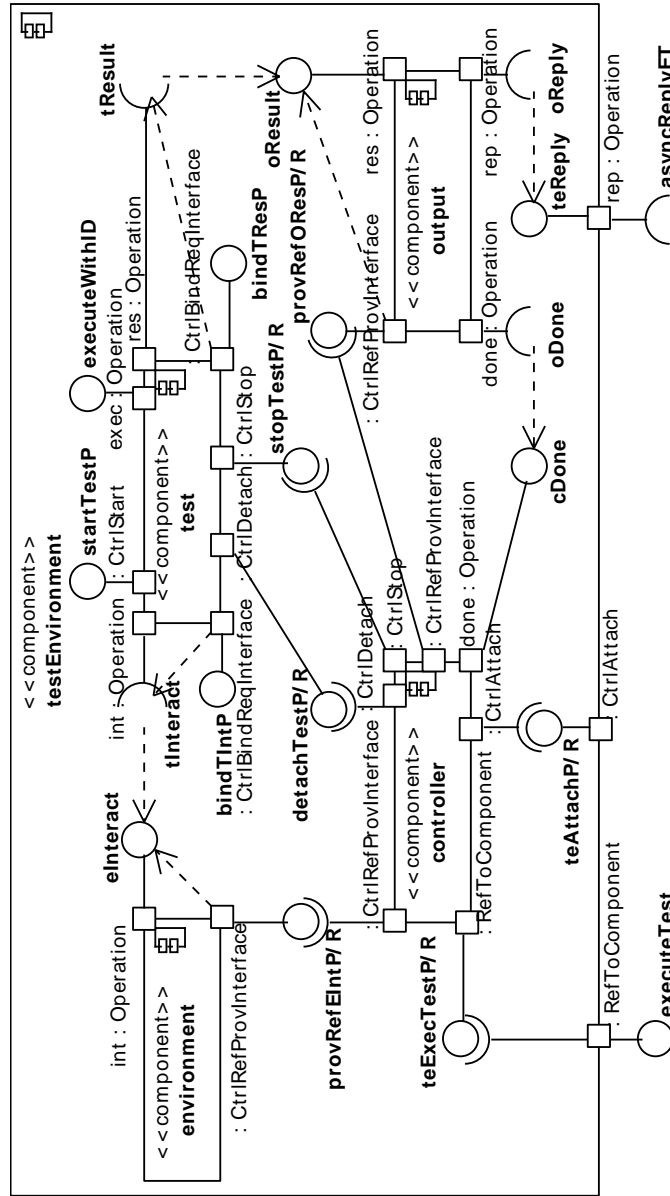 <<component>>
testEnvironment
tResult
oResult
res : Operation
oReply
rep : Operation
teReply
rep : Operation
asyncReplyET
executeWithID
exec : Operation
res : Operation
: CtrlBindReqInterface
bindTResP
provRefOResP/R
: CtrlRefProvInterface
<<component>>
output
done : Operation
oDone
startTestP
: CtrlStart
<<component>>
test
: CtrlStop
stopTestP/R
: CtrlDetach
int : Operation
tInteract
bindTIntP
: CtrlBindReqInterface
detachTestP/R
: CtrlDetach
: CtrlStop
: CtrlRefProvInterface
done : Operation
cDone
: CtrlAttach
teAttachP/R
: CtrlAttach
<<component>>
controller
: CtrlRefProvInterface
: RefToComponent
eInteract
int : Operation
<<component>>
environment
: CtrlRefProvInterface
provRefEIntP/R
teExecTestP/R
: RefToComponent
executeTest